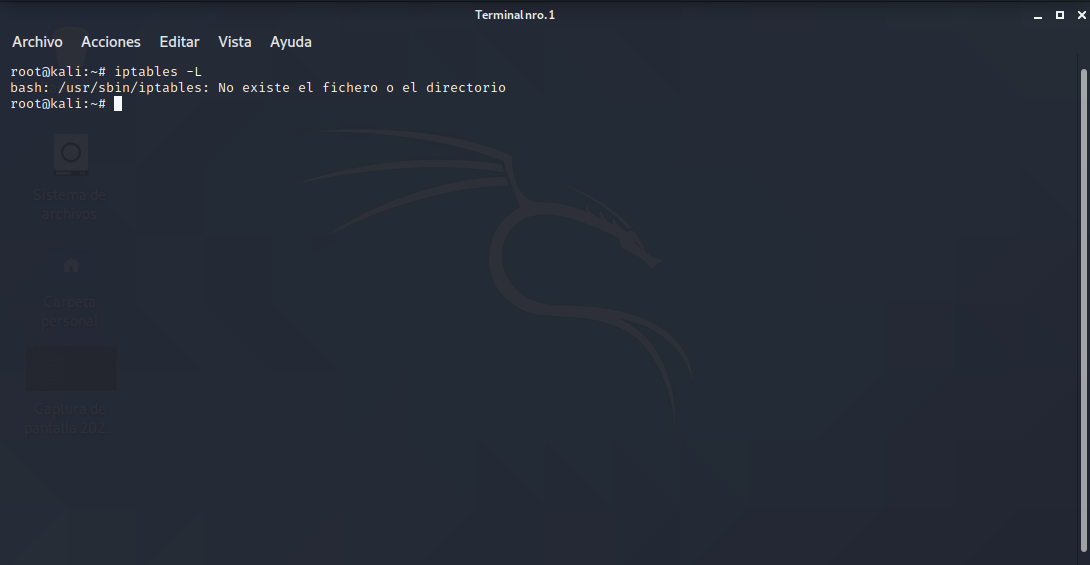 Terminal nro. 1
Archivo Acciones Editar Vista Ayuda
root@kali:~# iptables -L
bash: /usr/sbin/iptables: No existe el fichero o el directorio
root@kali:~#
Sistema de
archivos
Carpeta
personal
Captura de
pantalla 202